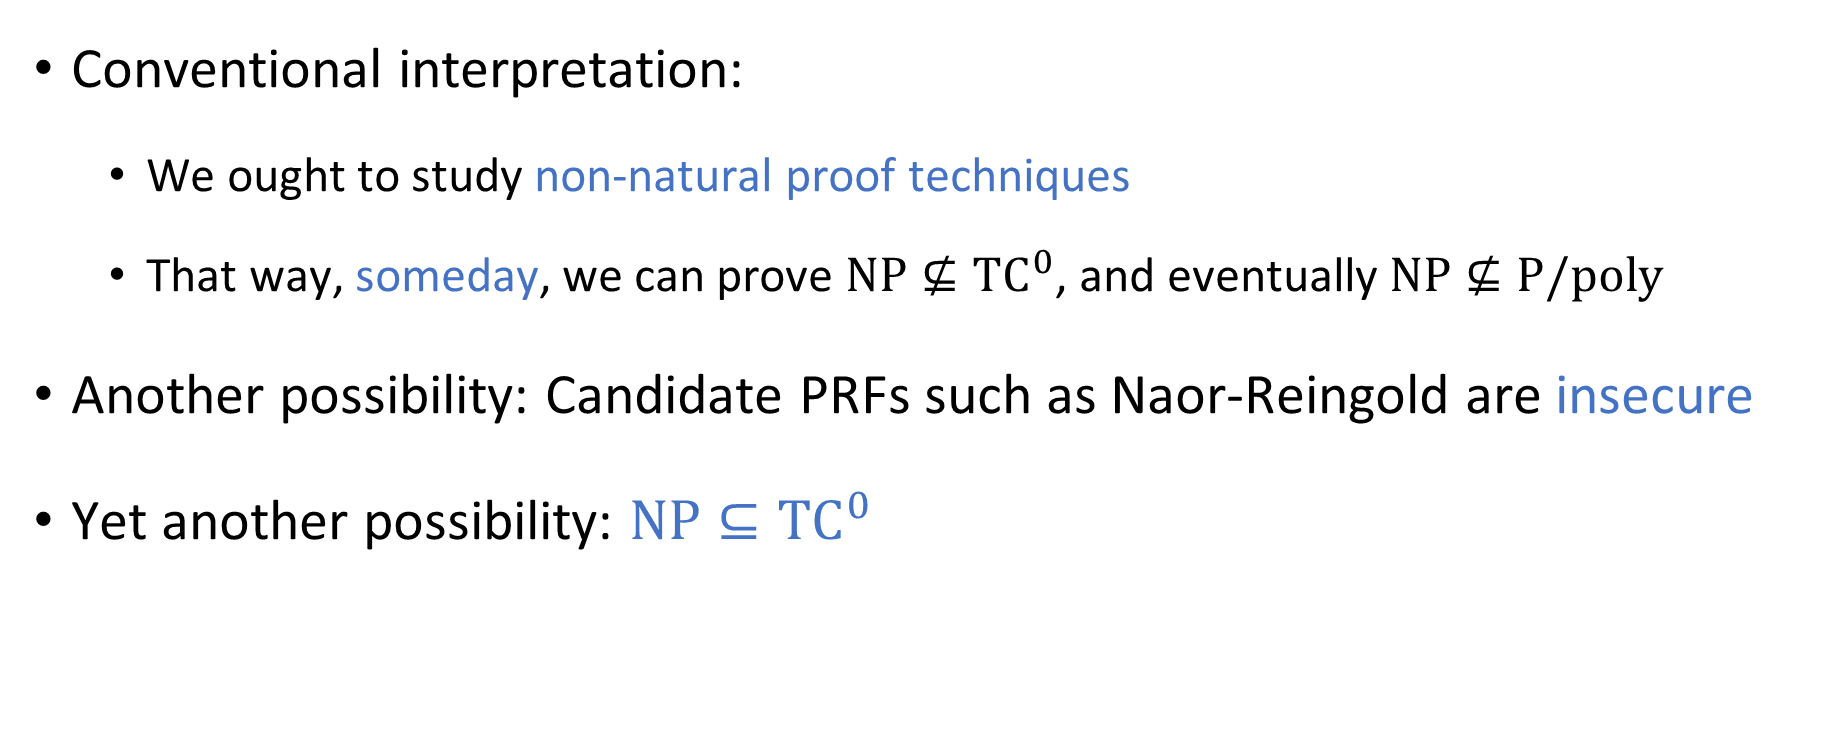 • Conventional interpretation:
• We ought to study non-natural proof techniques
• That way, someday, we can prove NP ⊈ TC⁰, and eventually NP ⊈ P/poly
• Another possibility: Candidate PRFs such as Naor-Reingold are insecure
• Yet another possibility: NP ⊆ TC⁰